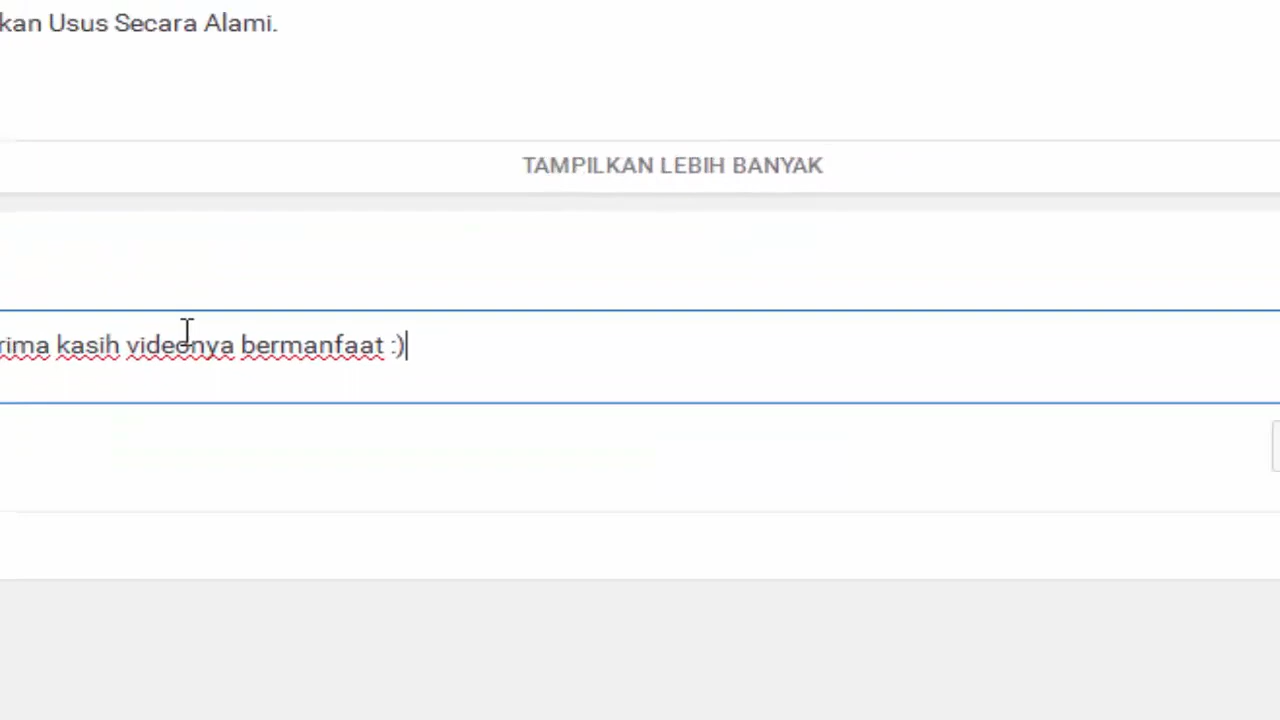 kan Usus Secara Alami.
TAMPILKAN LEBIH BANYAK
rima kasih videonya bermanfaat :)